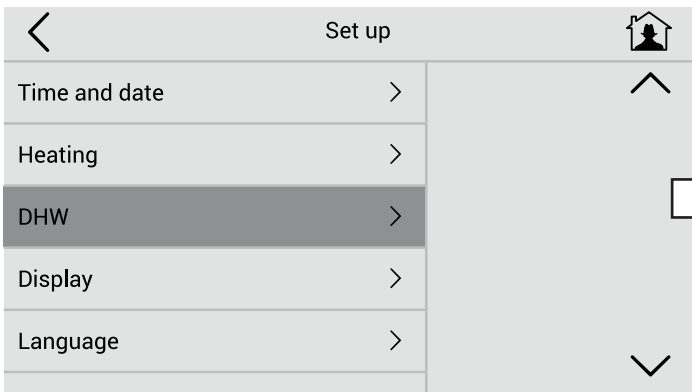 Set up
Time and date
Heating
DHW
Display
Language